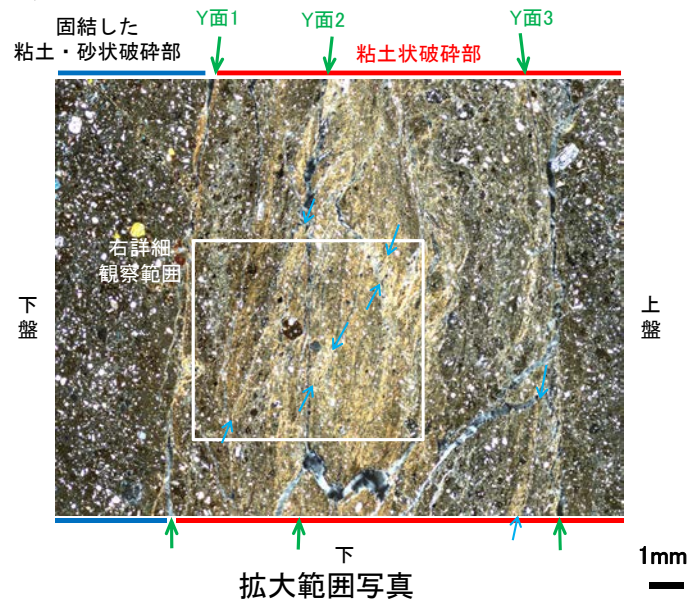 固結した
粘土・砂状破砕部
Y面1
Y面2
Y面3
粘土状破砕部
右詳細
観察範囲
下
盤
上
盤
下
拡大範囲写真
1mm